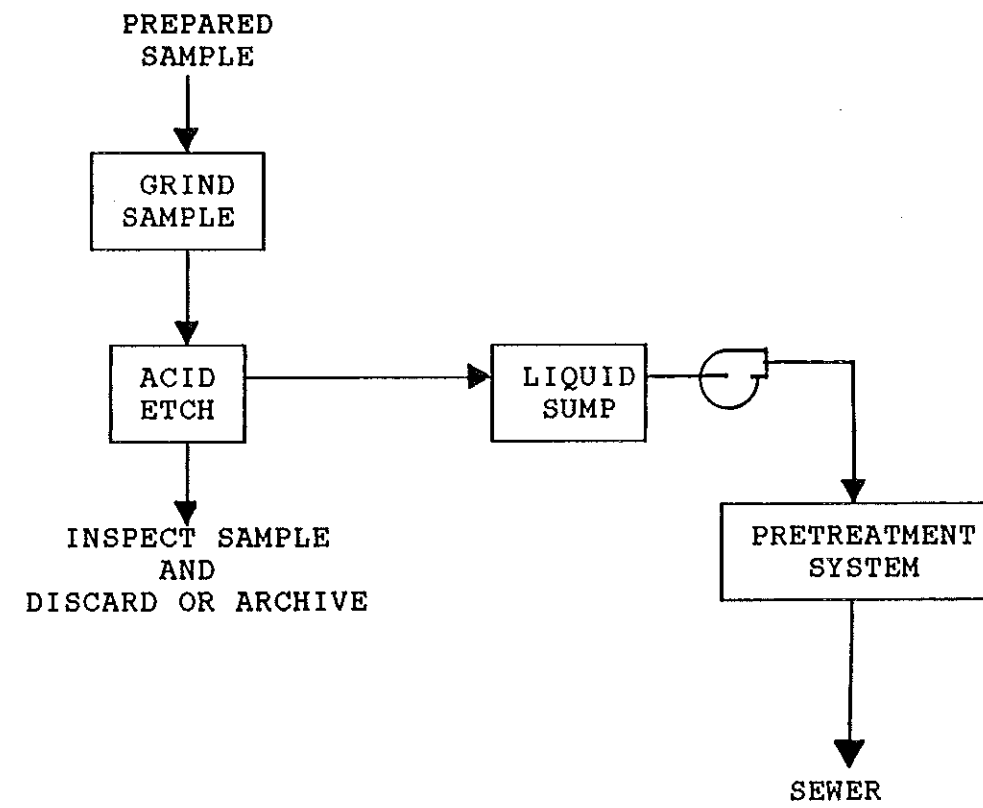 PREPARED
SAMPLE
GRIND
SAMPLE
ACID
ETCH
LIQUID
SUMP
INSPECT SAMPLE
AND
DISCARD OR ARCHIVE
PRETREATMENT
SYSTEM
SEWER